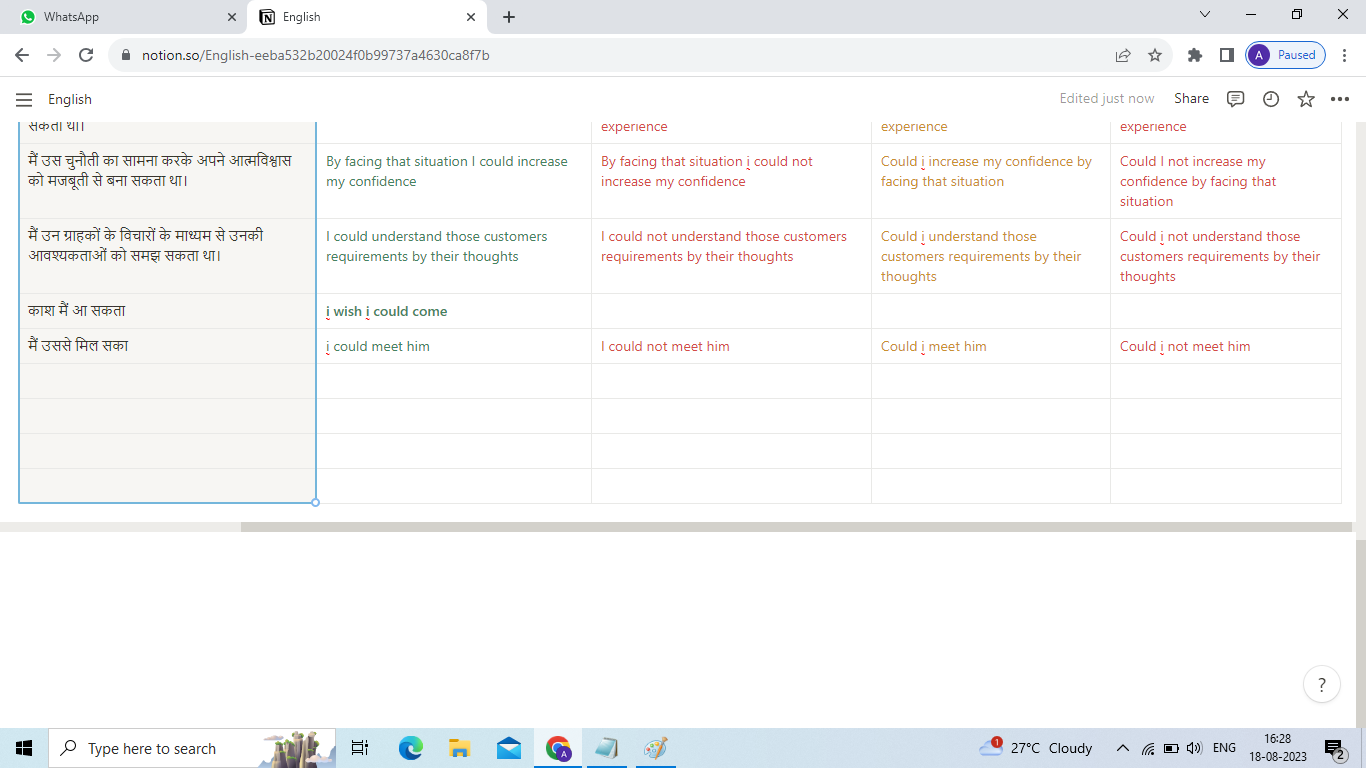 WhatsApp
English
notion.so/English-eeba532b20024f0b99737a4630ca8f7b
A Paused
English
Edited just now Share
सकता था।
experience experience experience
मैं उस चुनौती का सामना करके अपने आत्मविश्वास
को मजबूती से बना सकता था।
By facing that situation I could increase
my confidence
By facing that situation i could not
increase my confidence
Could i increase my confidence by
facing that situation
Could I not increase my
confidence by facing that
situation
मैं उन ग्राहकों के विचारों के माध्यम से उनकी
आवश्यकताओं को समझ सकता था।
I could understand those customers
requirements by their thoughts
I could not understand those customers
requirements by their thoughts
Could i understand those
customers requirements by their
thoughts
Could i not understand those
customers requirements by their
thoughts
काश मैं आ सकता
i wish i could come
मैं उससे मिल सका
i could meet him
I could not meet him
Could i meet him
Could i not meet him
?
Type here to search
A
1
27°C Cloudy
ENG
16:28
18-08-2023
2